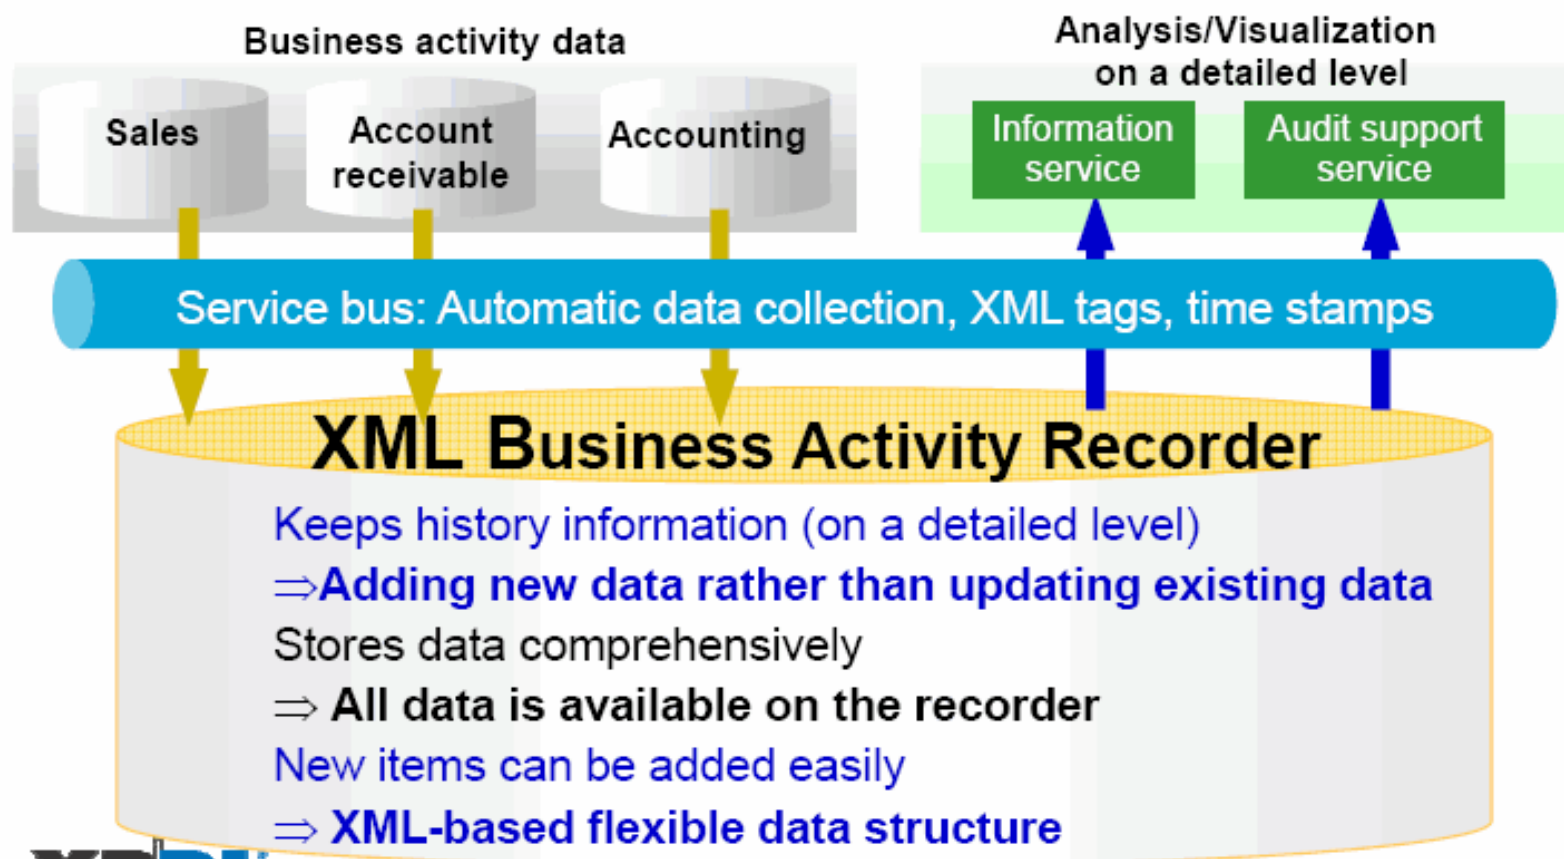 Business activity data
Sales
Account
receivable
Accounting
Analysis/Visualization
on a detailed level
Information
service
Audit support
service
Service bus: Automatic data collection, XML tags, time stamps
XML Business Activity Recorder
Keeps history information (on a detailed level)
⇒Adding new data rather than updating existing data
Stores data comprehensively
⇒ All data is available on the recorder
New items can be added easily
⇒ XML-based flexible data structure